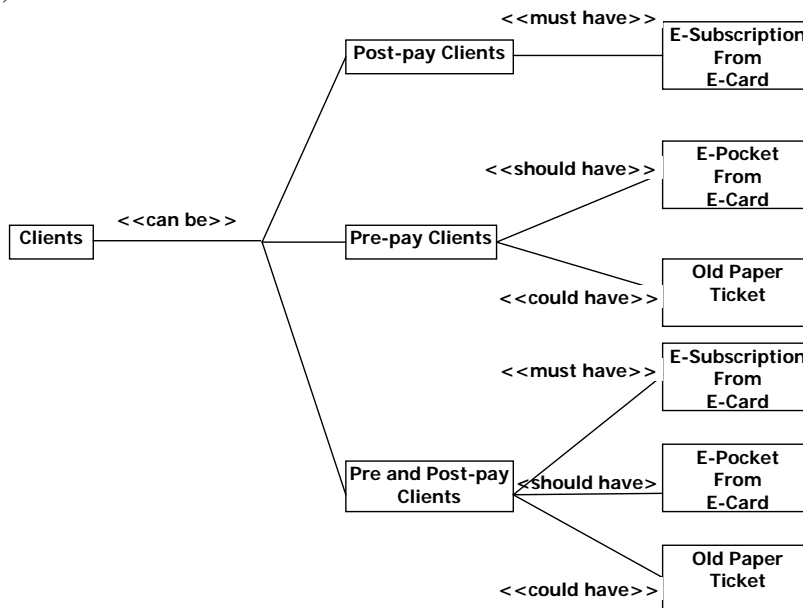 <<must have>>
Post-pay Clients
E-Subscription
From
E-Card
<<should have>>
E-Pocket
From
E-Card
Clients
<<can be>>
Pre-pay Clients
<<could have>>
Old Paper
Ticket
<<must have>>
E-Subscription
From
E-Card
Pre and Post-pay
Clients
<should have>
E-Pocket
From
E-Card
<<could have>>
Old Paper
Ticket